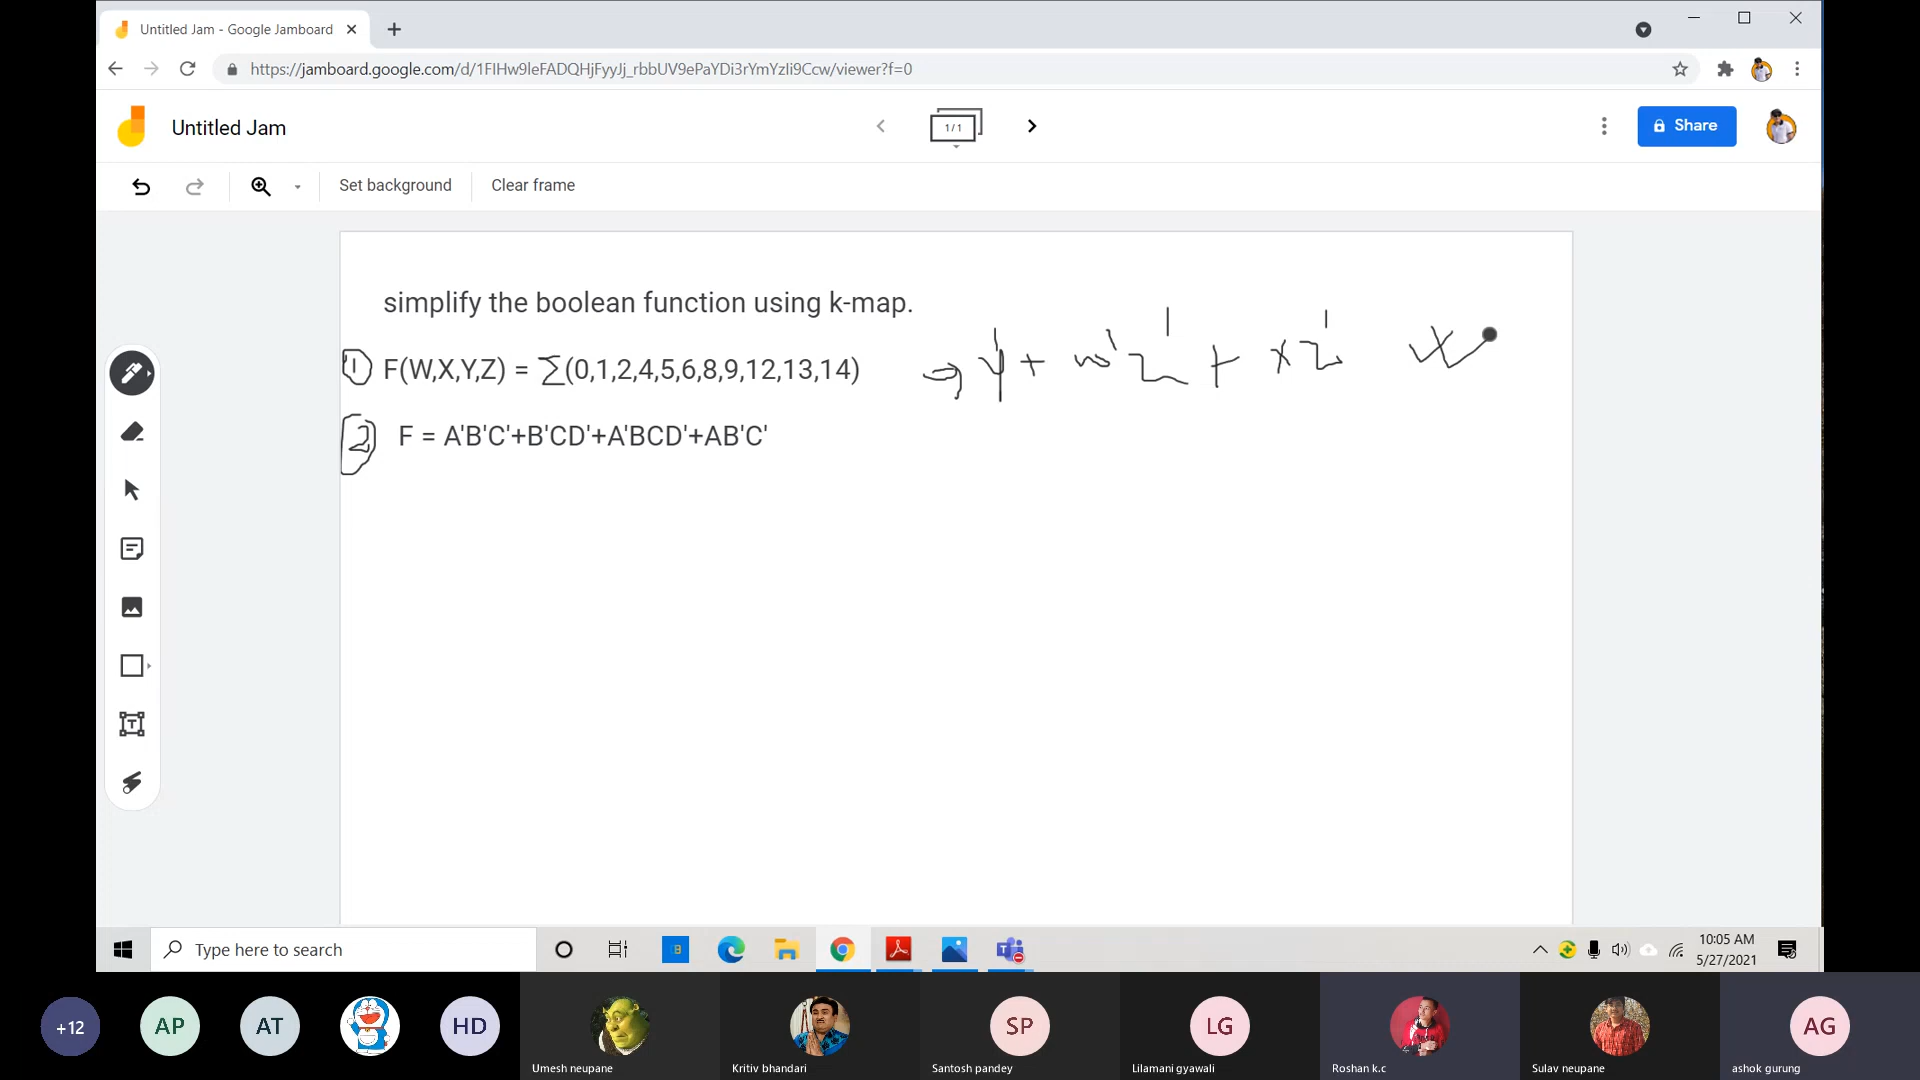 Untitled Jam - Google Jamboard
https://jamboard.google.com/d/1FIHw9leFADQHjFyyJj_rbbUV9ePaYDi3rYmYzIi9Ccw/viewer?f=0
Untitled Jam
1/1
Share
Set background
Clear frame
simplify the boolean function using k-map.
① F(W,X,Y,Z) = ∑(0,1,2,4,5,6,8,9,12,13,14) ⇒ y' + w'z' + xz'
② F = A'B'C'+B'CD'+A'BCD'+AB'C'
Type here to search
10:05 AM
5/27/2021
+12
AP
AT
HD
Umesh neupane
Kritiv bhandari
SP
Santosh pandey
LG
Lilamani gyawali
Roshan k.c
Sulav neupane
AG
ashok gurung